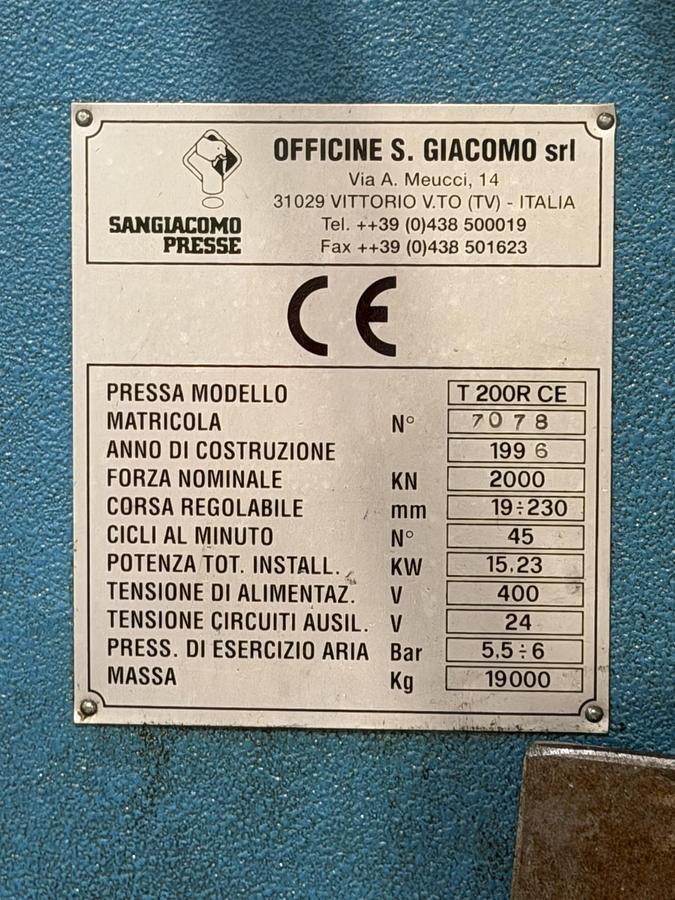 OFFICINE S. GIACOMO srl
Via A. Meucci, 14
31029 VITTORIO V.TO (TV) - ITALIA
Tel. ++39 (0)438 500019
Fax ++39 (0)438 501623
SANGIACOMO
PRESSE
CE
PRESSA MODELLO T 200R CE
MATRICOLA N° 7078
ANNO DI COSTRUZIONE 1996
FORZA NOMINALE KN 2000
CORSA REGOLABILE mm 19÷230
CICLI AL MINUTO N° 45
POTENZA TOT. INSTALL. KW 15.23
TENSIONE DI ALIMENTAZ. V 400
TENSIONE CIRCUITI AUSIL. V 24
PRESS. DI ESERCIZIO ARIA Bar 5.5÷6
MASSA Kg 19000